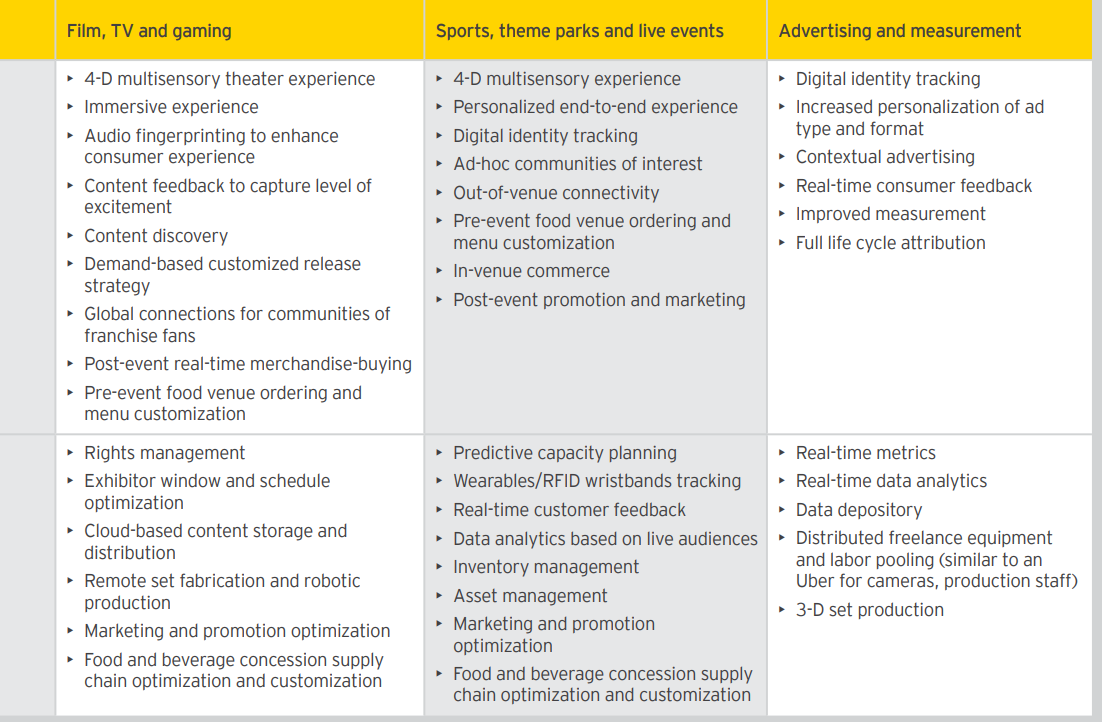 Film, TV and gaming
Sports, theme parks and live events
Advertising and measurement
‣ 4-D multisensory theater experience
‣ Immersive experience
‣ Audio fingerprinting to enhance
consumer experience
‣ Content feedback to capture level of
excitement
‣ Content discovery
‣ Demand-based customized release
strategy
‣ Global connections for communities of
franchise fans
‣ Post-event real-time merchandise-buying
‣ Pre-event food venue ordering and
menu customization
‣ 4-D multisensory experience
‣ Personalized end-to-end experience
‣ Digital identity tracking
‣ Ad-hoc communities of interest
‣ Out-of-venue connectivity
‣ Pre-event food venue ordering and
menu customization
‣ In-venue commerce
‣ Post-event promotion and marketing
‣ Digital identity tracking
‣ Increased personalization of ad
type and format
‣ Contextual advertising
‣ Real-time consumer feedback
‣ Improved measurement
‣ Full life cycle attribution
‣ Rights management
‣ Exhibitor window and schedule
optimization
‣ Cloud-based content storage and
distribution
‣ Remote set fabrication and robotic
production
‣ Marketing and promotion optimization
‣ Food and beverage concession supply
chain optimization and customization
‣ Predictive capacity planning
‣ Wearables/RFID wristbands tracking
‣ Real-time customer feedback
‣ Data analytics based on live audiences
‣ Inventory management
‣ Asset management
‣ Marketing and promotion
optimization
‣ Food and beverage concession supply
chain optimization and customization
‣ Real-time metrics
‣ Real-time data analytics
‣ Data depository
‣ Distributed freelance equipment
and labor pooling (similar to an
Uber for cameras, production staff)
‣ 3-D set production